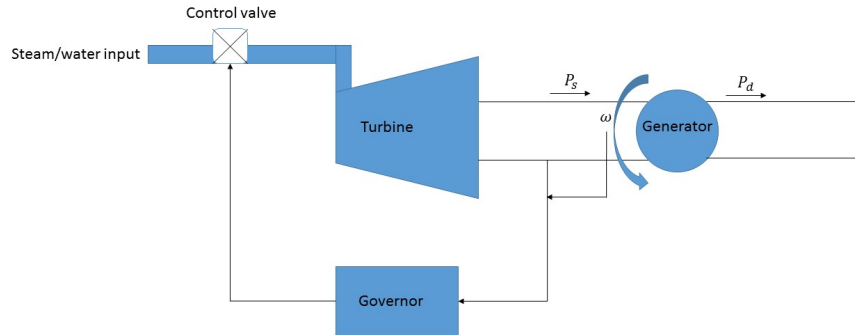 Control valve
Steam/water input
P_s
P_d
ω
Turbine
Generator
Governor